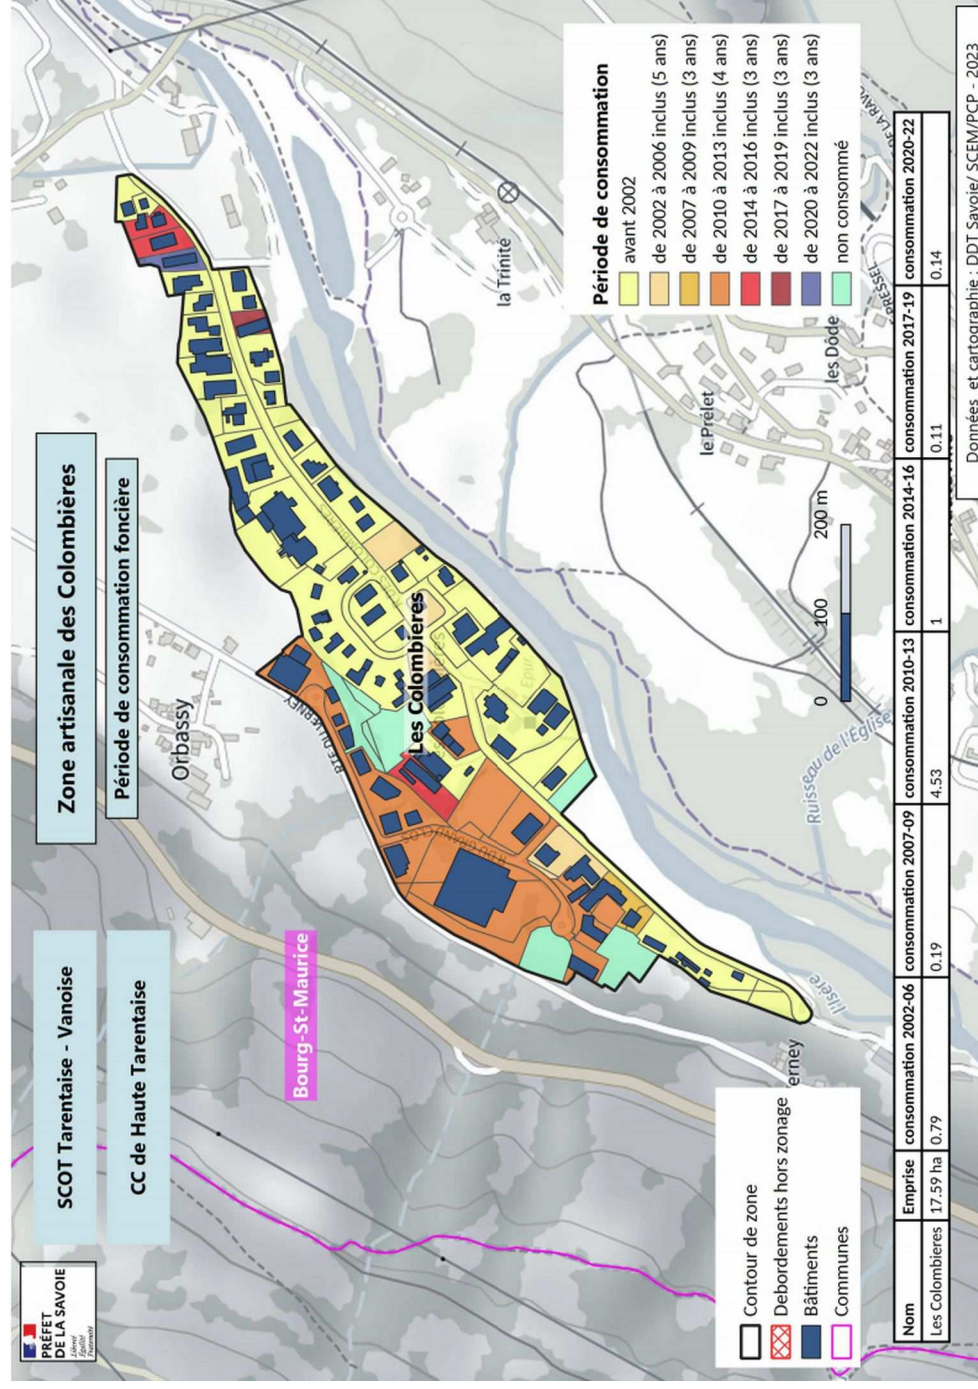 PRÉFET
DE LA SAVOIE
Liberté
Égalité
Fraternité
SCOT Tarentaise - Vanoise
CC de Haute Tarentaise
Zone artisanale des Colombières
Période de consommation foncière
Bourg-St-Maurice
Orbassy
RTE DU VERNEY
Les Colombieres
la Trinité
le Prélet
les Dôde
PRESSEL
Ruisseau de l'Église
l'Isère
erney
Période de consommation
avant 2002
de 2002 à 2006 inclus (5 ans)
de 2007 à 2009 inclus (3 ans)
de 2010 à 2013 inclus (4 ans)
de 2014 à 2016 inclus (3 ans)
de 2017 à 2019 inclus (3 ans)
de 2020 à 2022 inclus (3 ans)
non consommé
0 100 200 m
Contour de zone
Debordements hors zonage
Bâtiments
Communes
Nom Emprise consommation 2002-06 consommation 2007-09 consommation 2010-13 consommation 2014-16 consommation 2017-19 consommation 2020-22
Les Colombieres 17.59 ha 0.79 0.19 4.53 1 0.11 0.14
Données et cartographie : DDT Savoie/ SCEM/PCP - 2023